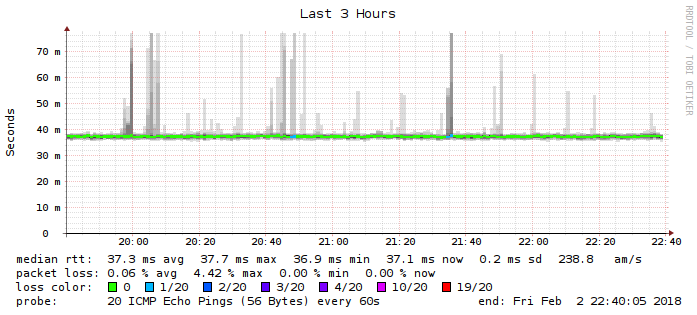 Last 3 Hours
RRDTOOL / TOBI OETIKER
Seconds
70 m
60 m
50 m
40 m
30 m
20 m
10 m
0
20:00 20:20 20:40 21:00 21:20 21:40 22:00 22:20 22:40
median rtt: 37.3 ms avg 37.7 ms max 36.9 ms min 37.1 ms now 0.2 ms sd 238.8 am/s
packet loss: 0.06 % avg 4.42 % max 0.00 % min 0.00 % now
loss color: 0 1/20 2/20 3/20 4/20 10/20 19/20
probe: 20 ICMP Echo Pings (56 Bytes) every 60s end: Fri Feb 2 22:40:05 2018